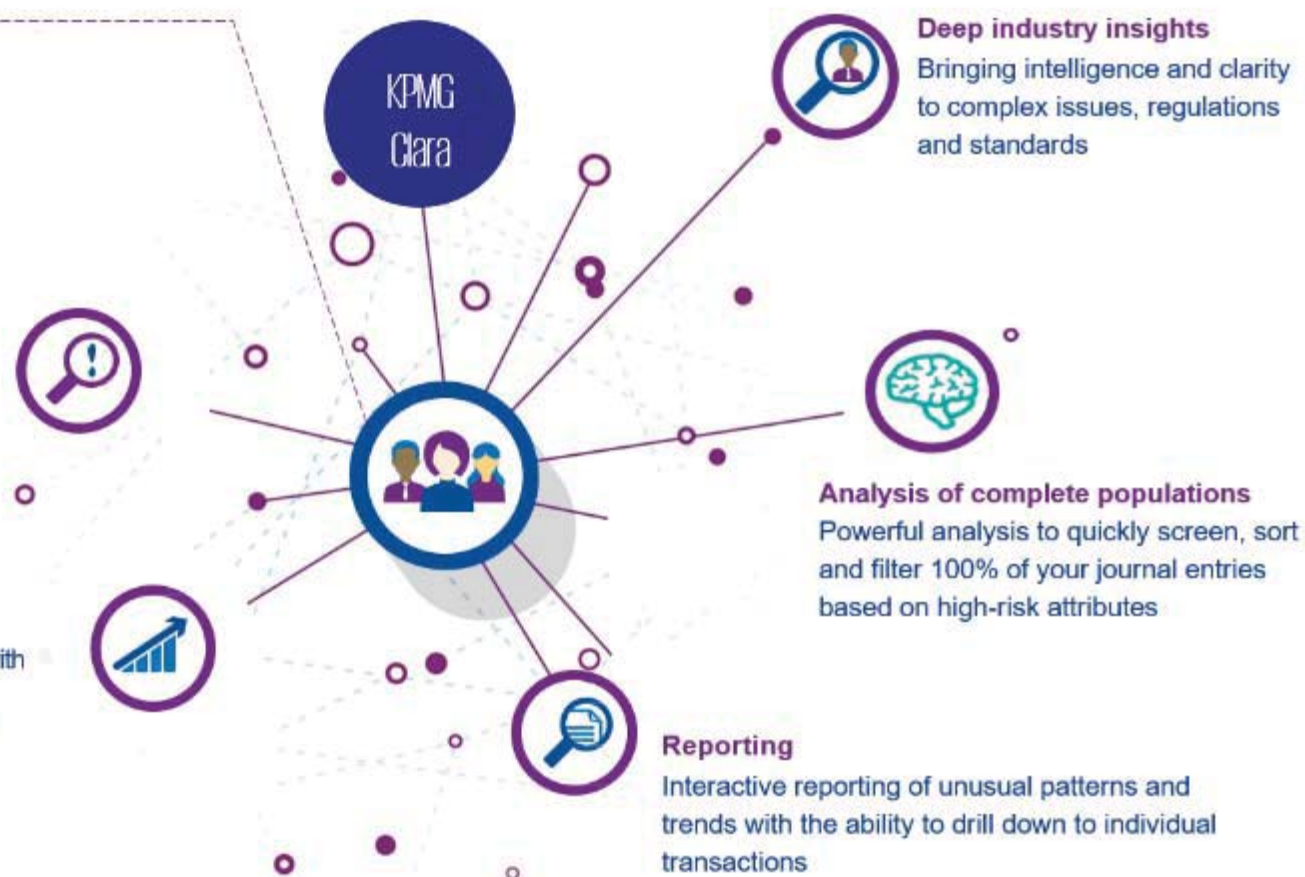 KPMG
Clara
Deep industry insights
Bringing intelligence and clarity
to complex issues, regulations
and standards
Analysis of complete populations
Powerful analysis to quickly screen, sort
and filter 100% of your journal entries
based on high-risk attributes
ith
Reporting
Interactive reporting of unusual patterns and
trends with the ability to drill down to individual
transactions